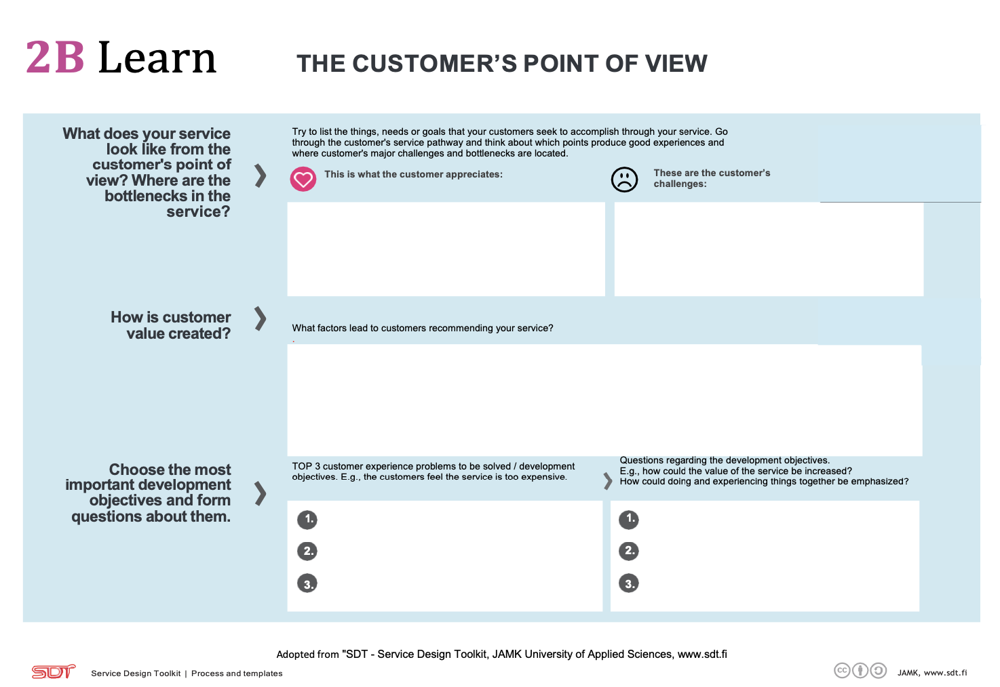 2B Learn
THE CUSTOMER’S POINT OF VIEW
What does your service
look like from the
customer's point of
view? Where are the
bottlenecks in the
service?
Try to list the things, needs or goals that your customers seek to accomplish through your service. Go
through the customer's service pathway and think about which points produce good experiences and
where customer's major challenges and bottlenecks are located.
This is what the customer appreciates:
These are the customer’s
challenges:
How is customer
value created?
What factors lead to customers recommending your service?
.
Choose the most
important development
objectives and form
questions about them.
TOP 3 customer experience problems to be solved / development
objectives. E.g., the customers feel the service is too expensive.
Questions regarding the development objectives.
E.g., how could the value of the service be increased?
How could doing and experiencing things together be emphasized?
1.
2.
3.
1.
2.
3.
Adopted from "SDT - Service Design Toolkit, JAMK University of Applied Sciences, www.sdt.fi
SDT
Service Design Toolkit | Process and templates
cc
JAMK, www.sdt.fi